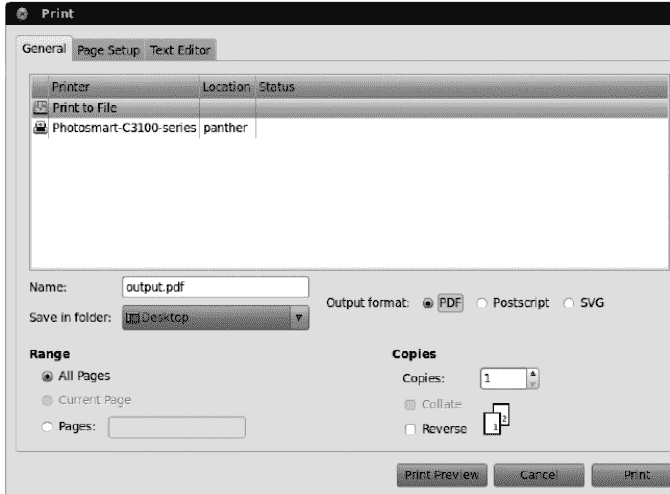 Print
General Page Setup Text Editor
Printer Location Status
Print to File
Photosmart-C3100-series panther
Name: output.pdf
Output format: PDF Postscript SVG
Save in folder: Desktop
Range Copies
All Pages Copies: 1
Current Page Collate
Pages: Reverse
1 2
Print Preview Cancel Print